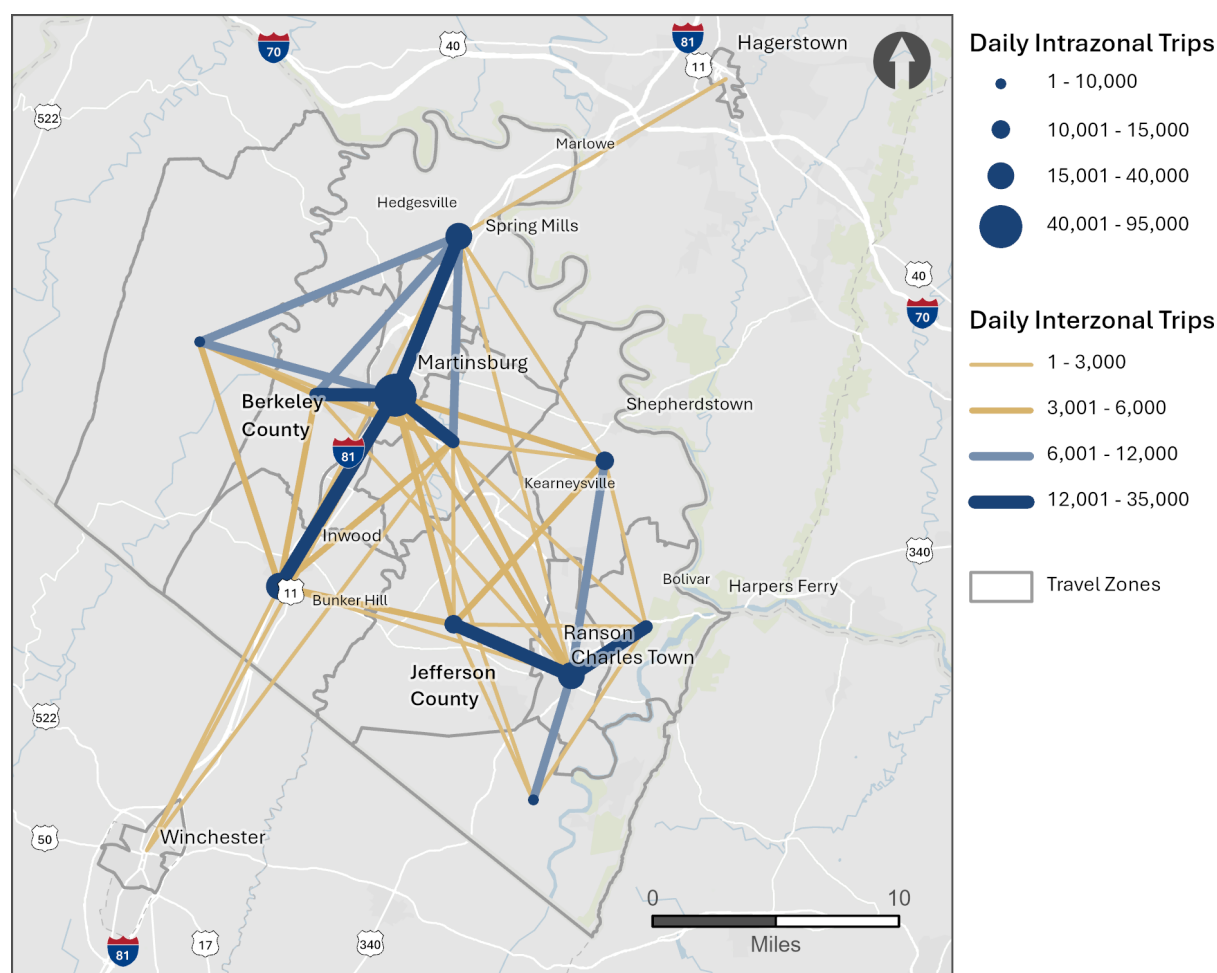 70
40
81
11
Hagerstown
522
Marlowe
Hedgesville
Spring Mills
40
70
Martinsburg
Berkeley
County
Shepherdstown
81
Kearneysville
Inwood
340
11
Bunker Hill
Bolivar
Harpers Ferry
Ranson
Charles Town
Jefferson
County
522
50
Winchester
0
10
Miles
81
17
340
Daily Intrazonal Trips
1 - 10,000
10,001 - 15,000
15,001 - 40,000
40,001 - 95,000
Daily Interzonal Trips
1 - 3,000
3,001 - 6,000
6,001 - 12,000
12,001 - 35,000
Travel Zones